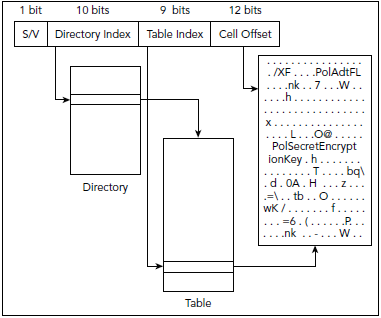 1 bit 10 bits 9 bits 12 bits
S/V Directory Index Table Index Cell Offset
. . . . . . . . . . . . . . . .
. /XF . . . .PolAdtFL
. . . .nk . . 7 . . .W . .
. . . .h . . . . . . . . . . . .
. . . . . . . . . . . . . . . .
x . . . . . . . . . . . . . . .
. . . . L . . .O@ . . . . .
PolSecretEncrypt
ionKey . h . . . . . . .
. . . . . . . . T . . . . bq\
. d . 0A . H . . . z . . .
.=\ . . tb . . O . . . . . .
wK / . . . . . . . . f . . . . .
. . . =6 . ( . . . . . . P. . .
. . . .nk . . - . . . W . .
Directory
Table